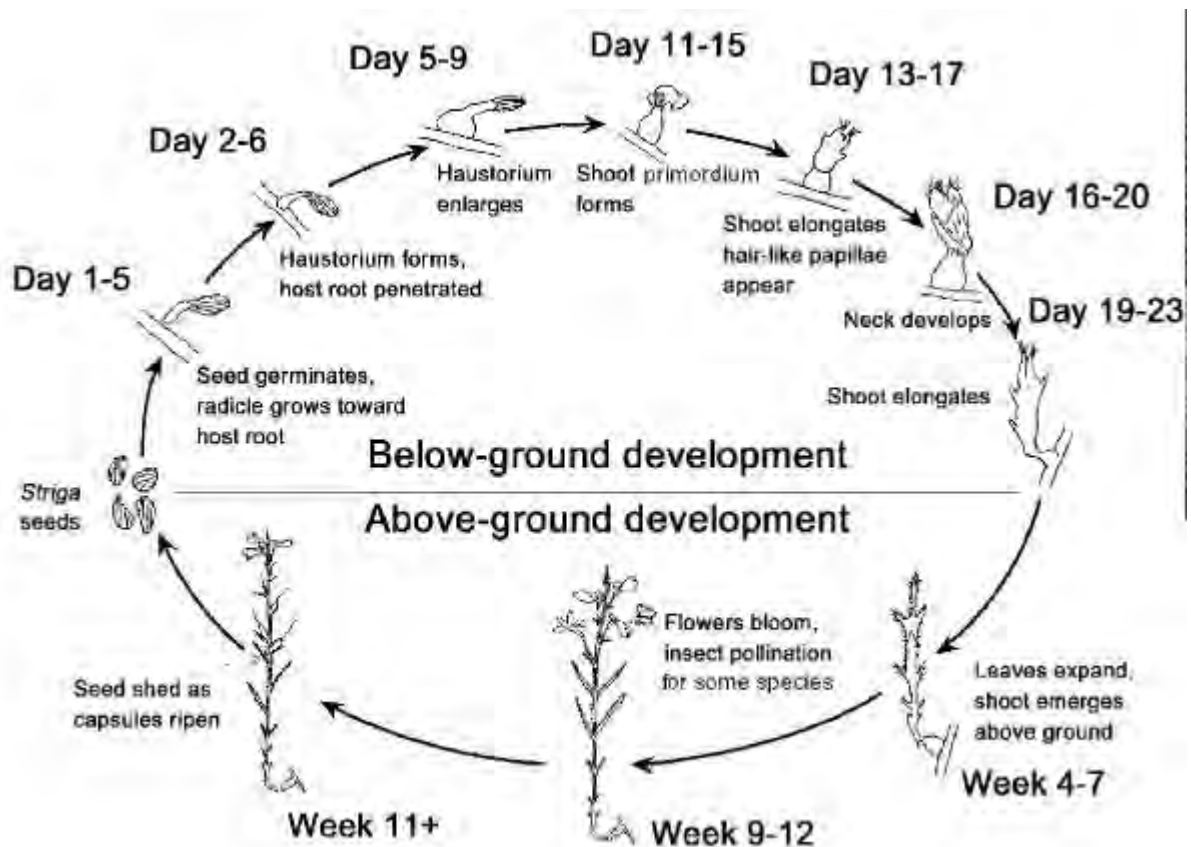 Day 1-5
Seed germinates,
radicle grows toward
host root
Day 2-6
Haustorium forms,
host root penetrated
Day 5-9
Haustorium
enlarges
Day 11-15
Shoot primordium
forms
Day 13-17
Shoot elongates
hair-like papillae
appear
Day 16-20
Neck develops
Day 19-23
Shoot elongates
Below-ground development
Striga
seeds
Above-ground development
Leaves expand,
shoot emerges
above ground
Week 4-7
Flowers bloom,
insect pollination
for some species
Week 9-12
Seed shed as
capsules ripen
Week 11+